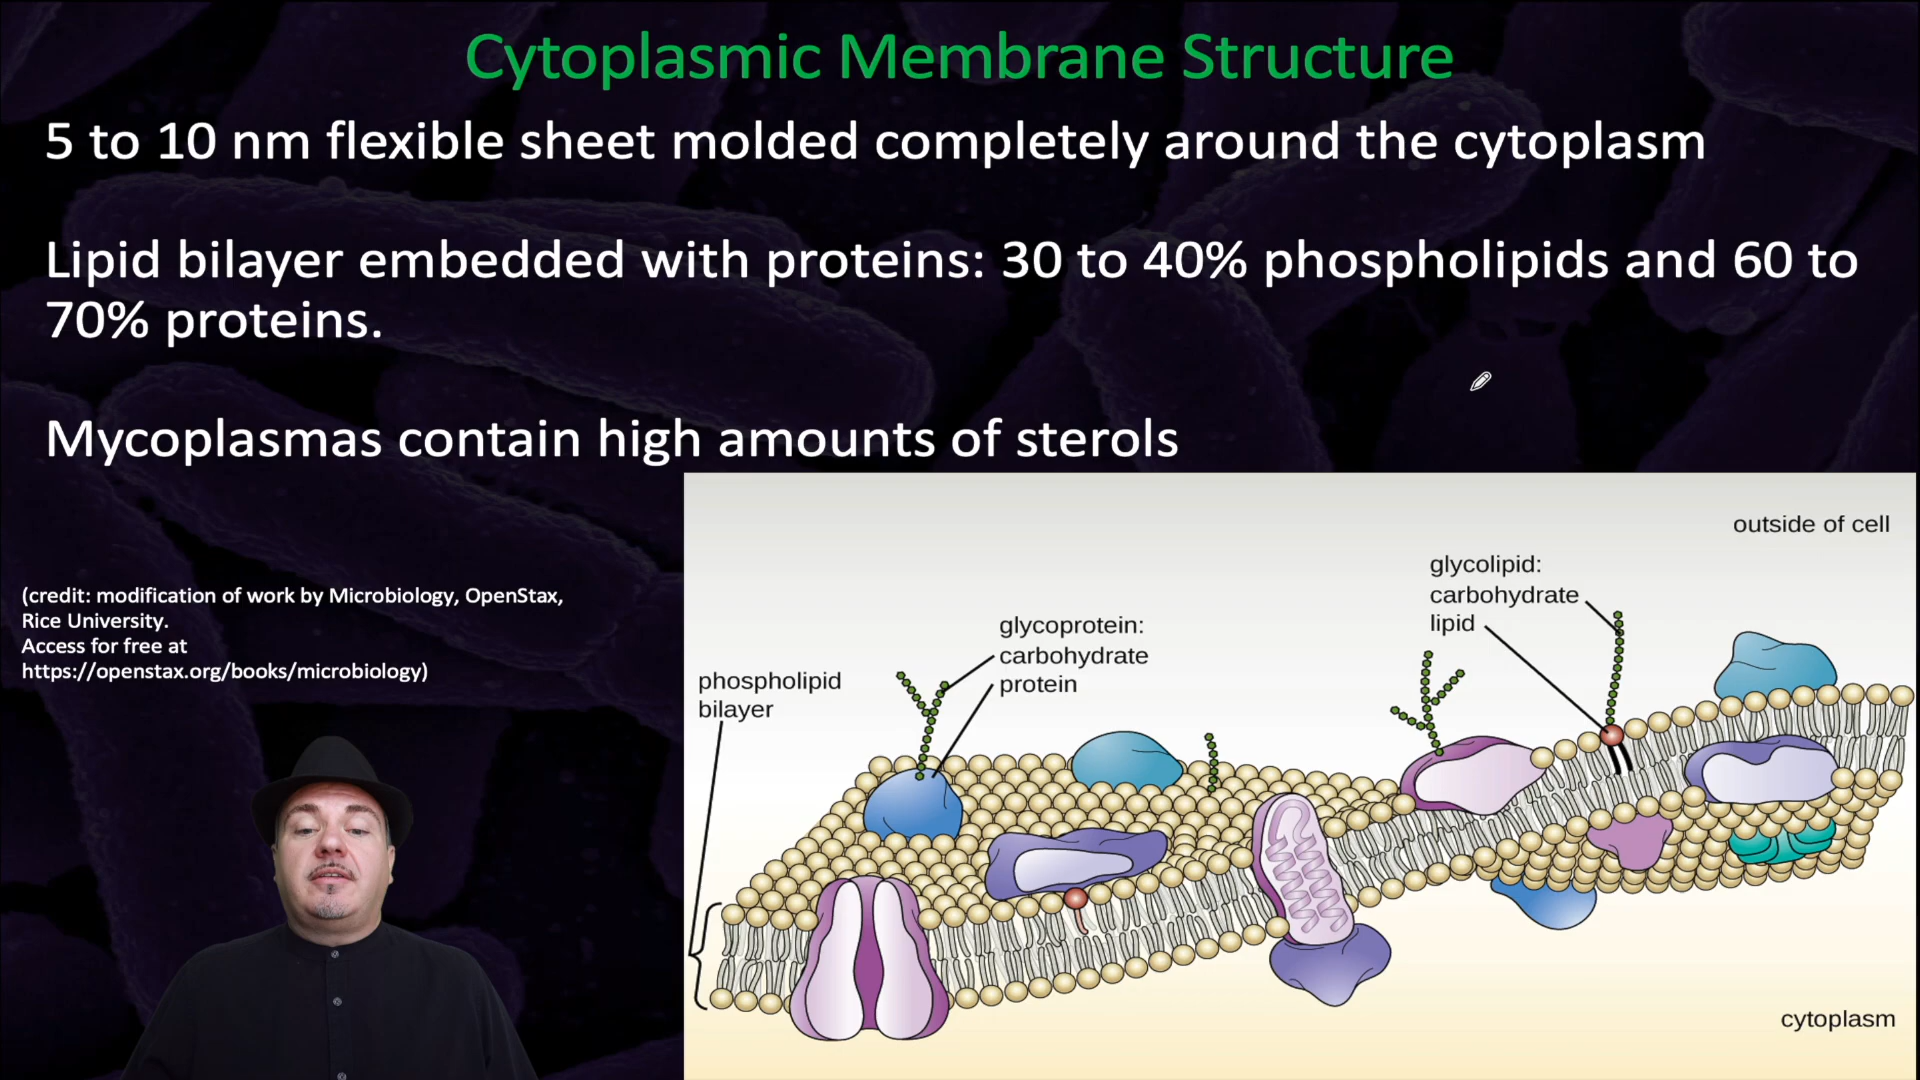 Cytoplasmic Membrane Structure
5 to 10 nm flexible sheet molded completely around the cytoplasm
Lipid bilayer embedded with proteins: 30 to 40% phospholipids and 60 to
70% proteins.
Mycoplasmas contain high amounts of sterols
(credit: modification of work by Microbiology, OpenStax,
Rice University.
Access for free at
https://openstax.org/books/microbiology)
outside of cell
glycolipid:
carbohydrate
lipid
glycoprotein:
carbohydrate
protein
phospholipid
bilayer
cytoplasm